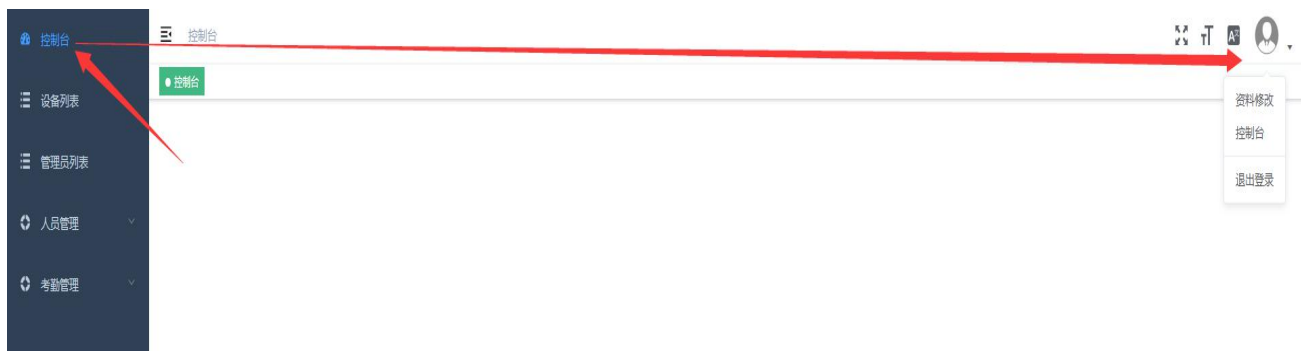 控制台
设备列表
管理员列表
人员管理
考勤管理
控制台
控制台
资料修改
控制台
退出登录